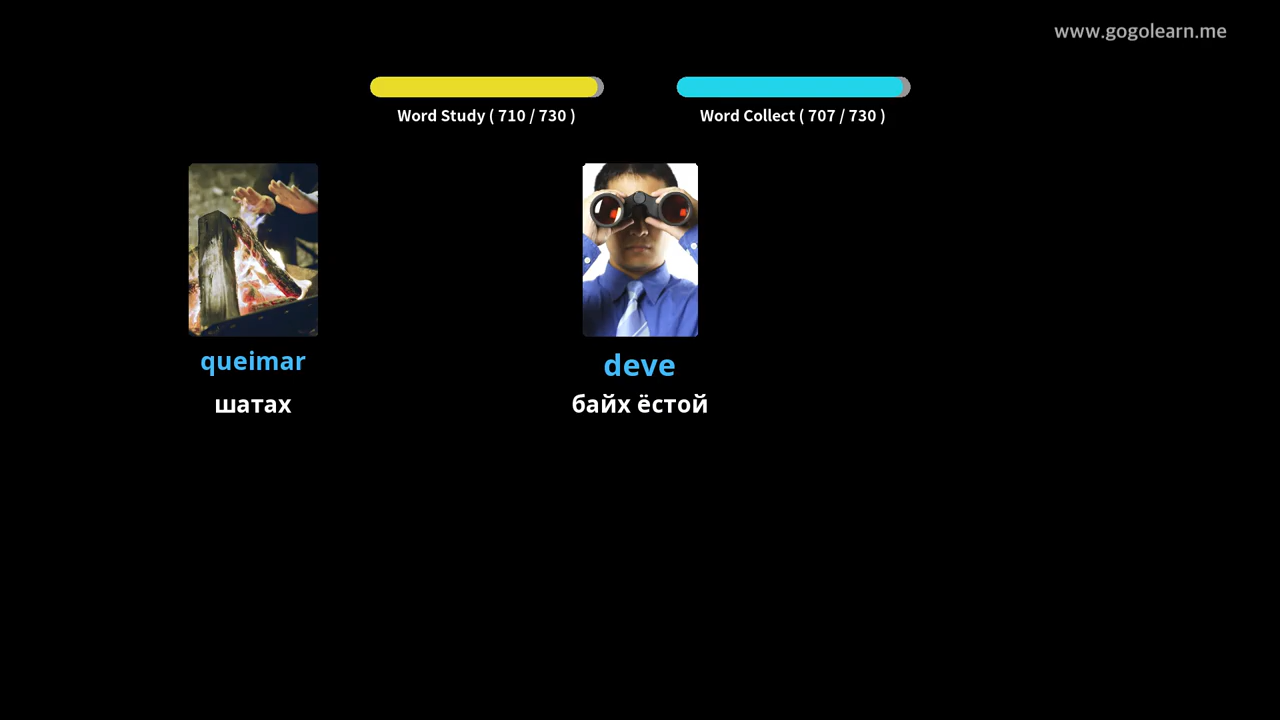 www.gogolearn.me
Word Study ( 710 / 730 )
Word Collect ( 707 / 730 )
queimar
шатах
deve
байх ёстой